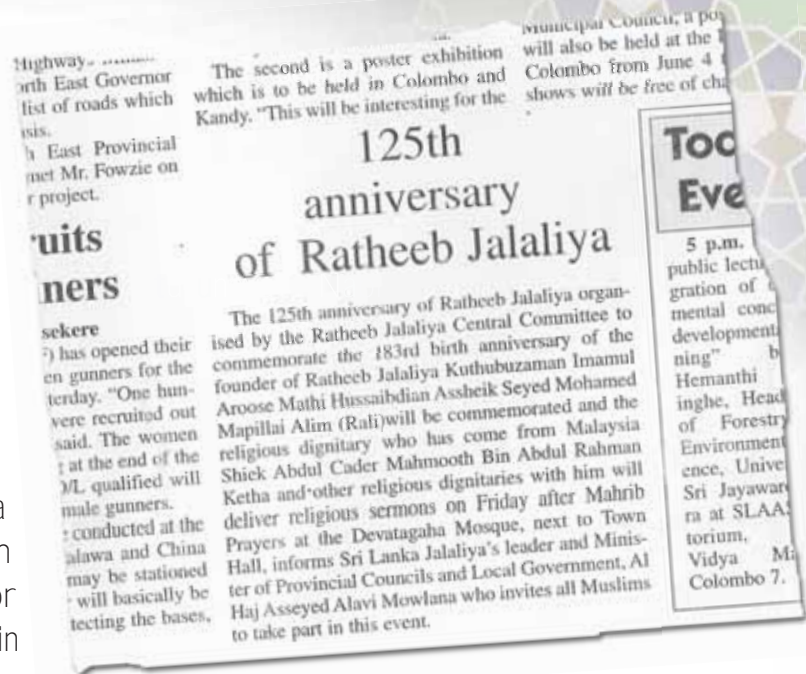 Highway.
orth East Governor
list of roads which
sis.
h East Provincial
met Mr. Fowzie on
r project.
ruits
ners
sekere
) has opened their
en gunners for the
terday. "One hun-
vere recruited out
said. The women
at the end of the
/L qualified will
male gunners.
conducted at the
alawa and China
may be stationed
will basically be
tecting the bases,
The second is a poster exhibition
which is to be held in Colombo and
Kandy. "This will be interesting for the
Municipal Council, a pos
will also be held at the
Colombo from June 4
shows will be free of cha
125th
anniversary
of Ratheeb Jalaliya
The 125th anniversary of Ratheeb Jalaliya organ-
ised by the Ratheeb Jalaliya Central Committee to
commemorate the 183rd birth anniversary of the
founder of Ratheeb Jalaliya Kuthubuzaman Imamul
Aroose Mathi Hussaibdian Assheik Seyed Mohamed
Mapillai Alim (Rali)will be commemorated and the
religious dignitary who has come from Malaysia
Shiek Abdul Cader Mahmooth Bin Abdul Rahman
Ketha and other religious dignitaries with him will
deliver religious sermons on Friday after Mahrib
Prayers at the Devatagaha Mosque, next to Town
Hall, informs Sri Lanka Jalaliya's leader and Minis-
ter of Provincial Councils and Local Government, Al
Haj Asseyed Alavi Mowlana who invites all Muslims
to take part in this event.
Tod
Eve
5 p.m.
public lectu
gration of
mental conc
development
ning" b
Hemanthi
inghe, Head
of Forestry
Environment
ence, Unive
Sri Jayawar
ra at SLAAS
torium,
Vidya Ma
Colombo 7.
a
n
or
in